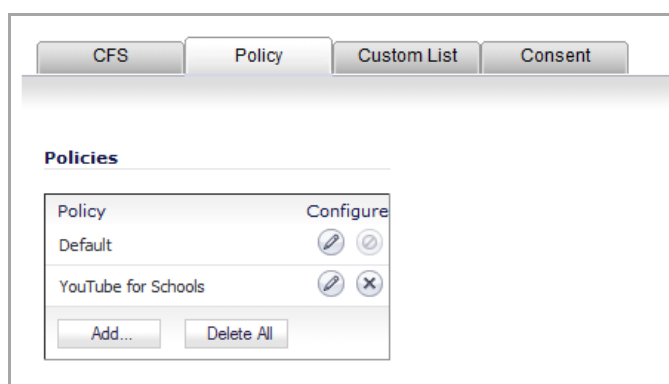 CFS Policy Custom List Consent
Policies
Policy Configure
Default
YouTube for Schools
Add... Delete All